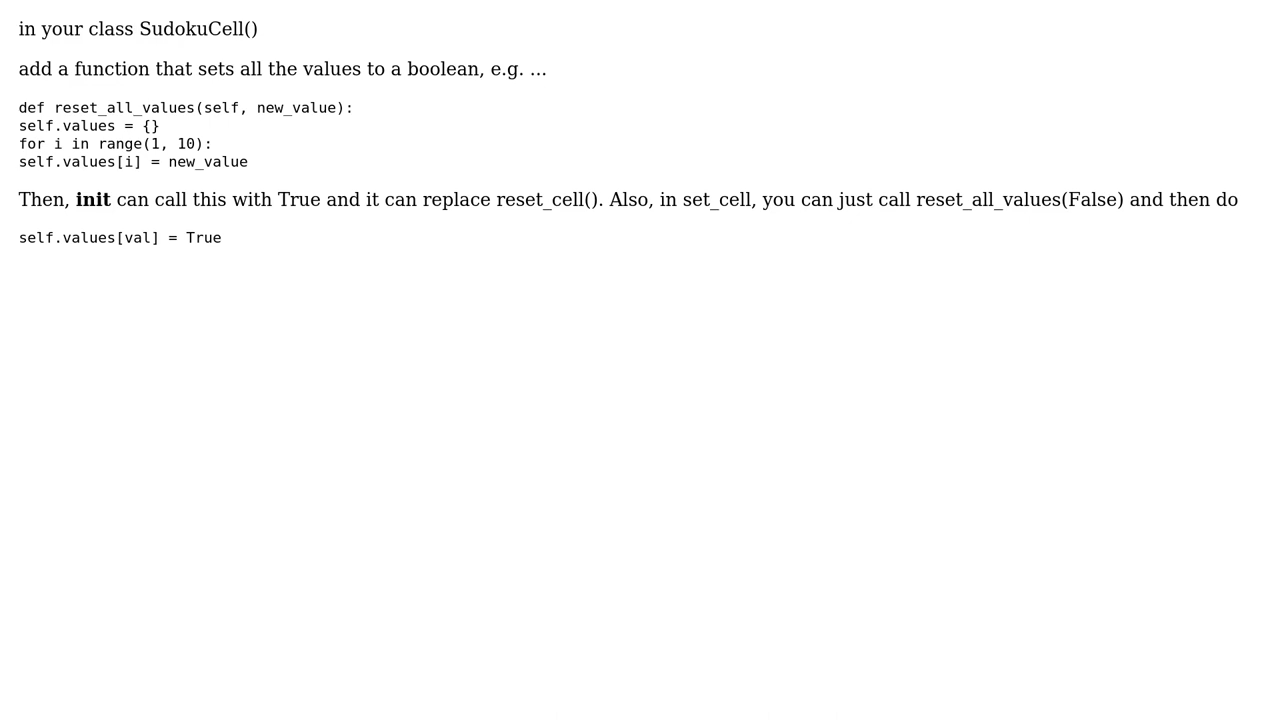 in your class SudokuCell()
add a function that sets all the values to a boolean, e.g. ...
def reset_all_values(self, new_value):
self.values = {}
for i in range(1, 10):
self.values[i] = new_value
Then, init can call this with True and it can replace reset_cell(). Also, in set_cell, you can just call reset_all_values(False) and then do
self.values[val] = True